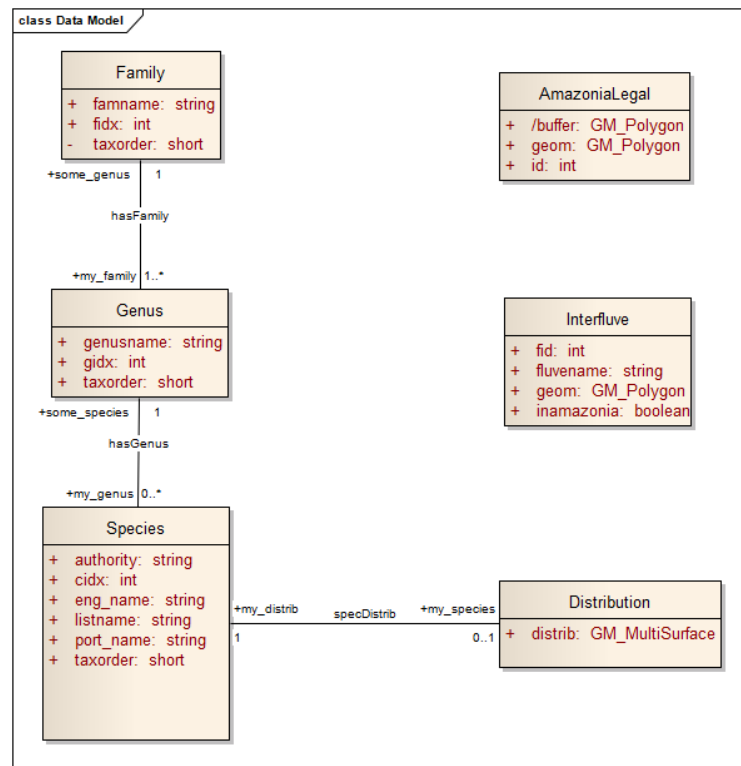 class Data Model
Family
+ famname: string
+ fidx: int
- taxorder: short
+some_genus 1
hasFamily
+my_family 1..*
Genus
+ genusname: string
+ gidx: int
+ taxorder: short
+some_species 1
hasGenus
+my_genus 0..*
Species
+ authority: string
+ cidx: int
+ eng_name: string
+ listname: string
+ port_name: string
+ taxorder: short
+my_distrib specDistrib +my_species
1 0..1
AmazoniaLegal
+ /buffer: GM_Polygon
+ geom: GM_Polygon
+ id: int
Interfluve
+ fid: int
+ fluvename: string
+ geom: GM_Polygon
+ inamazonia: boolean
Distribution
+ distrib: GM_MultiSurface